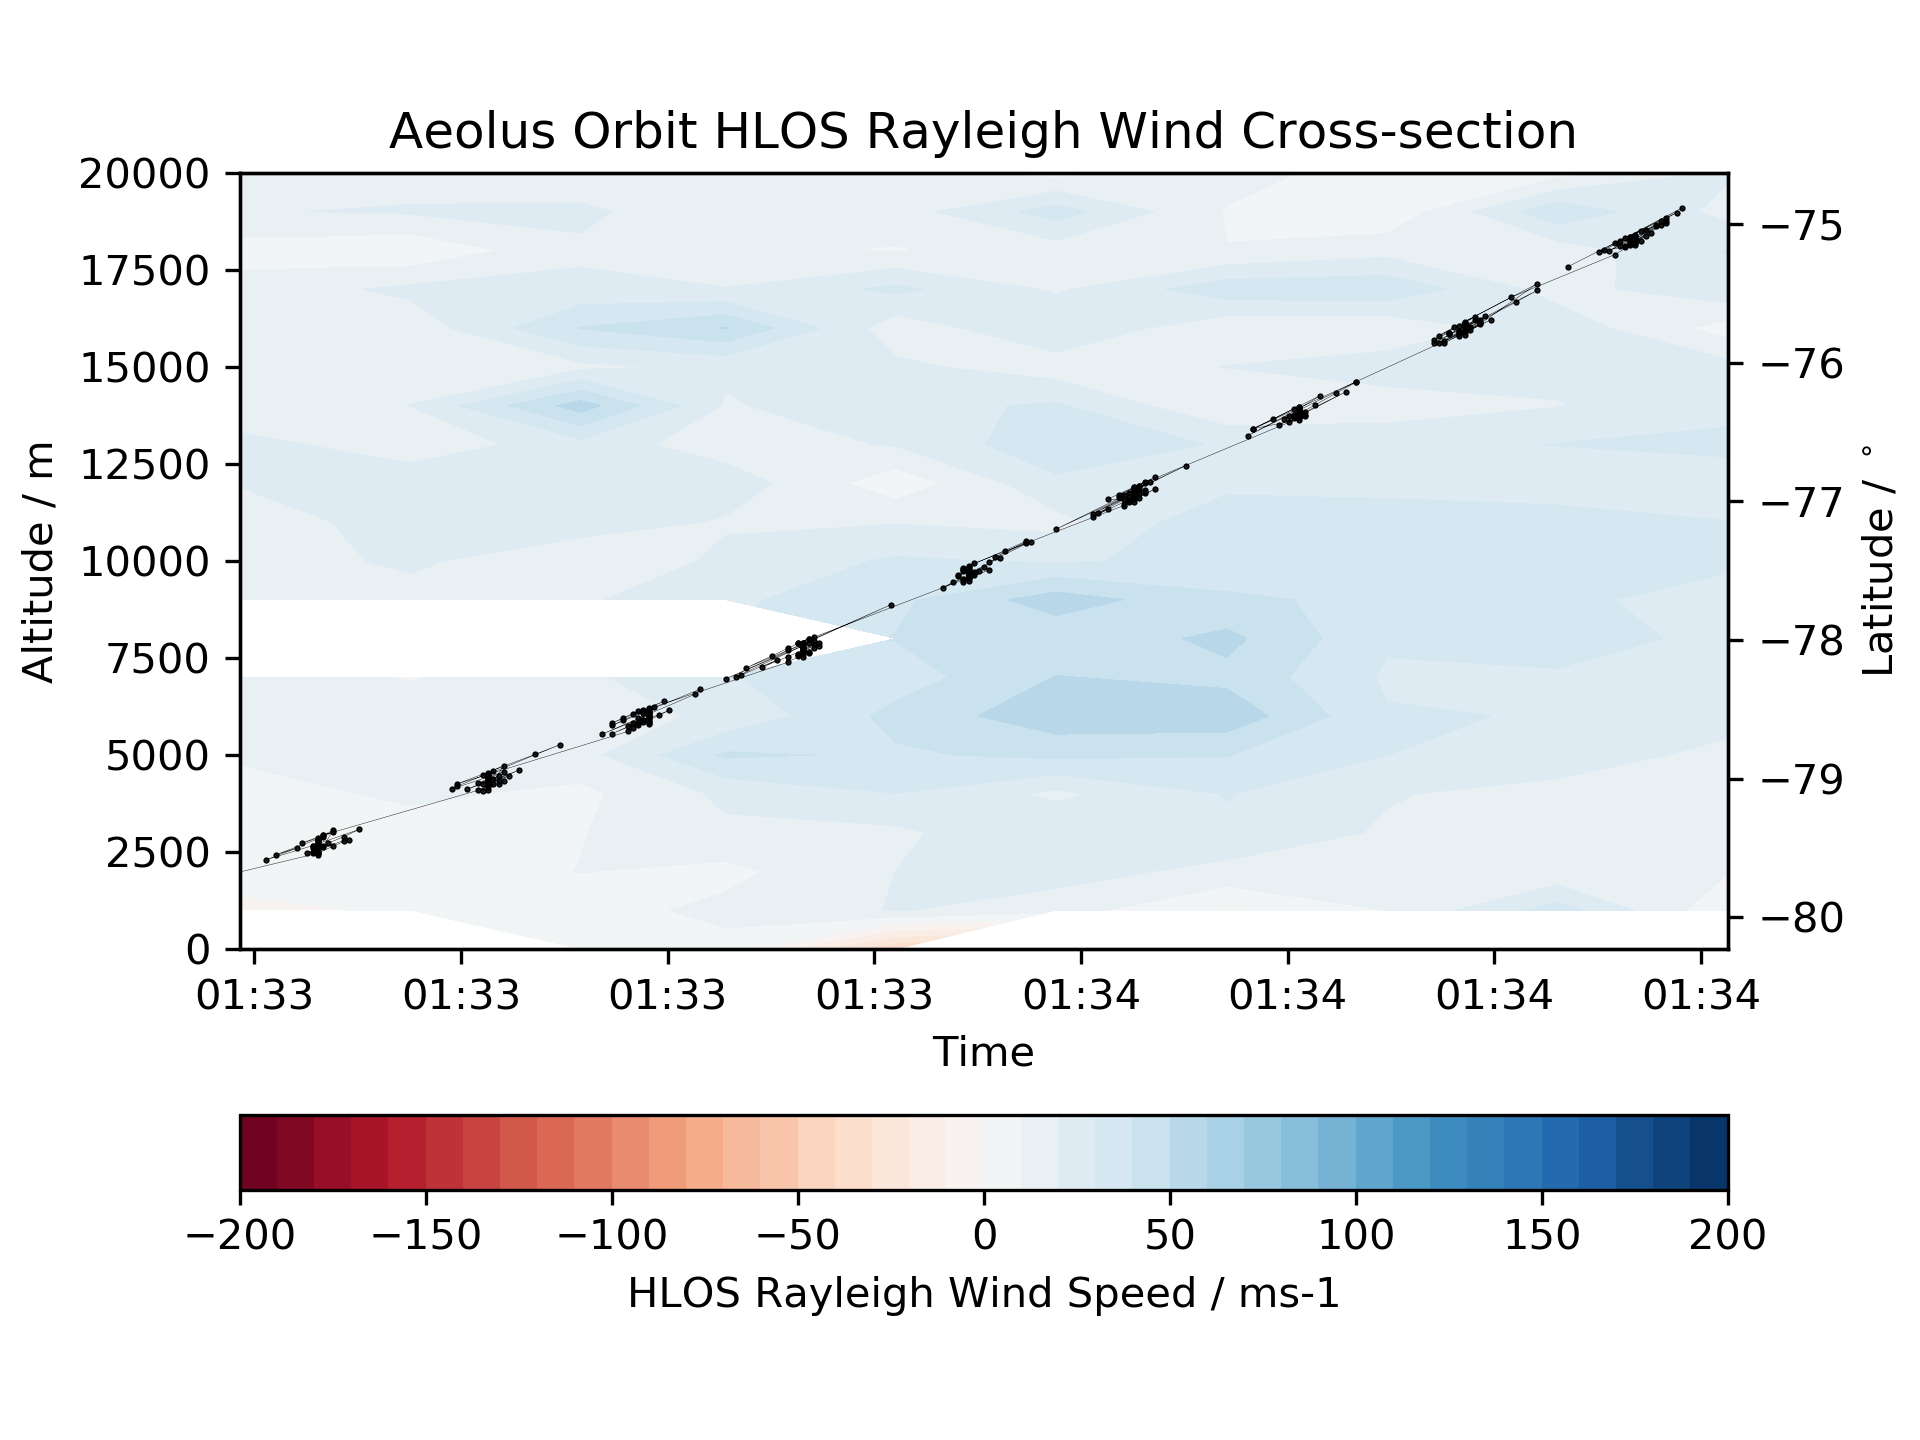 Aeolus Orbit HLOS Rayleigh Wind Cross-section
20000
17500
15000
12500
10000
7500
5000
2500
0
Altitude / m
−75
−76
−77
−78
−79
−80
Latitude / °
01:33 01:33 01:33 01:33 01:34 01:34 01:34 01:34
Time
−200 −150 −100 −50 0 50 100 150 200
HLOS Rayleigh Wind Speed / ms-1